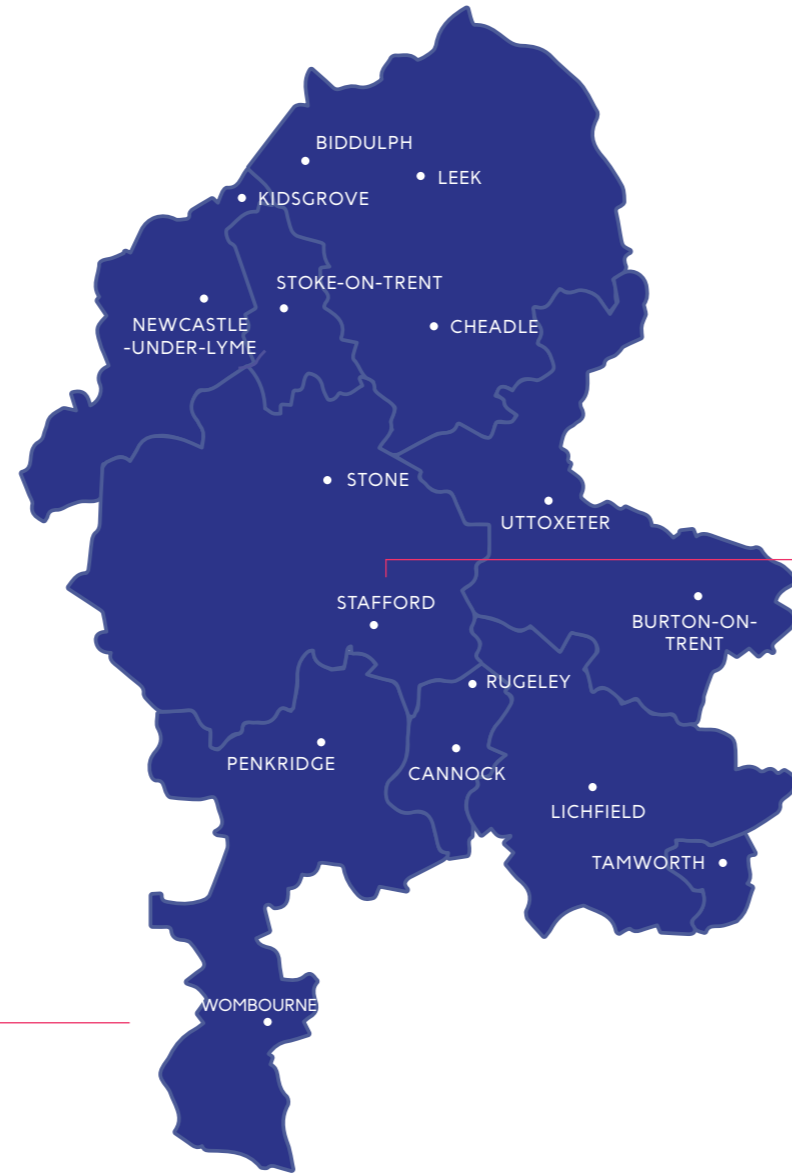 BIDDULPH
LEEK
KIDSGROVE
STOKE-ON-TRENT
NEWCASTLE
-UNDER-LYME
CHEADLE
STONE
UTTOXETER
STAFFORD
BURTON-ON-
TRENT
RUGELEY
PENKRIDGE
CANNOCK
LICHFIELD
TAMWORTH
WOMBOURNE